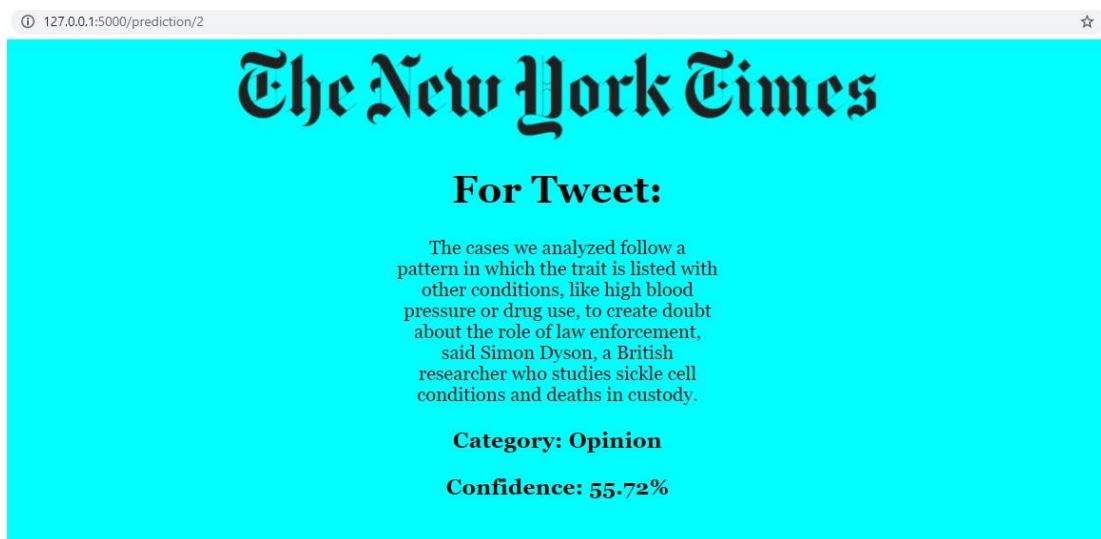 127.0.0.1:5000/prediction/2
The New York Times
For Tweet:
The cases we analyzed follow a
pattern in which the trait is listed with
other conditions, like high blood
pressure or drug use, to create doubt
about the role of law enforcement,
said Simon Dyson, a British
researcher who studies sickle cell
conditions and deaths in custody.
Category: Opinion
Confidence: 55.72%